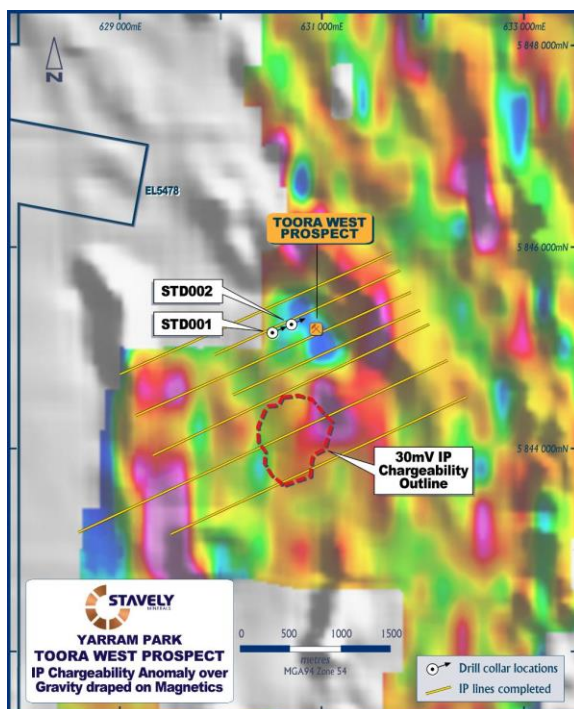 629 000mE
631 000mE
633 000mE
5 848 000mN
N
EL5478
TOORA WEST
PROSPECT
5 846 000mN
STD002
STD001
5 844 000mN
30mV IP
Chargeability
Outline
STAVELY
MINERALS
YARRAM PARK
TOORA WEST PROSPECT
IP Chargeability Anomaly over
Gravity draped on Magnetics
0 500 1000 1500
metres
MGA94 Zone 54
Drill collar locations
IP lines completed